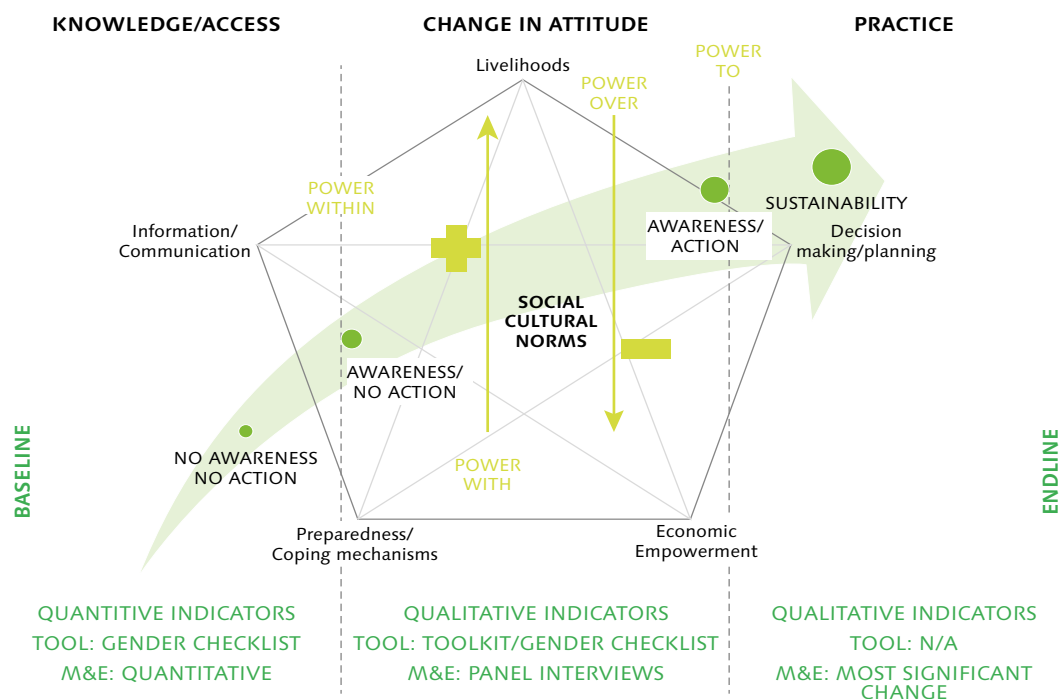 KNOWLEDGE/ACCESS
CHANGE IN ATTITUDE
PRACTICE
Livelihoods
POWER
OVER
POWER
TO
POWER
WITHIN
Information/
Communication
AWARENESS/
ACTION
SUSTAINABILITY
Decision
making/planning
SOCIAL
CULTURAL
NORMS
AWARENESS/
NO ACTION
NO AWARENESS
NO ACTION
POWER
WITH
BASELINE
ENDLINE
Preparedness/
Coping mechanisms
Economic
Empowerment
QUANTITIVE INDICATORS
TOOL: GENDER CHECKLIST
M&E: QUANTITATIVE
QUALITATIVE INDICATORS
TOOL: TOOLKIT/GENDER CHECKLIST
M&E: PANEL INTERVIEWS
QUALITATIVE INDICATORS
TOOL: N/A
M&E: MOST SIGNIFICANT
CHANGE